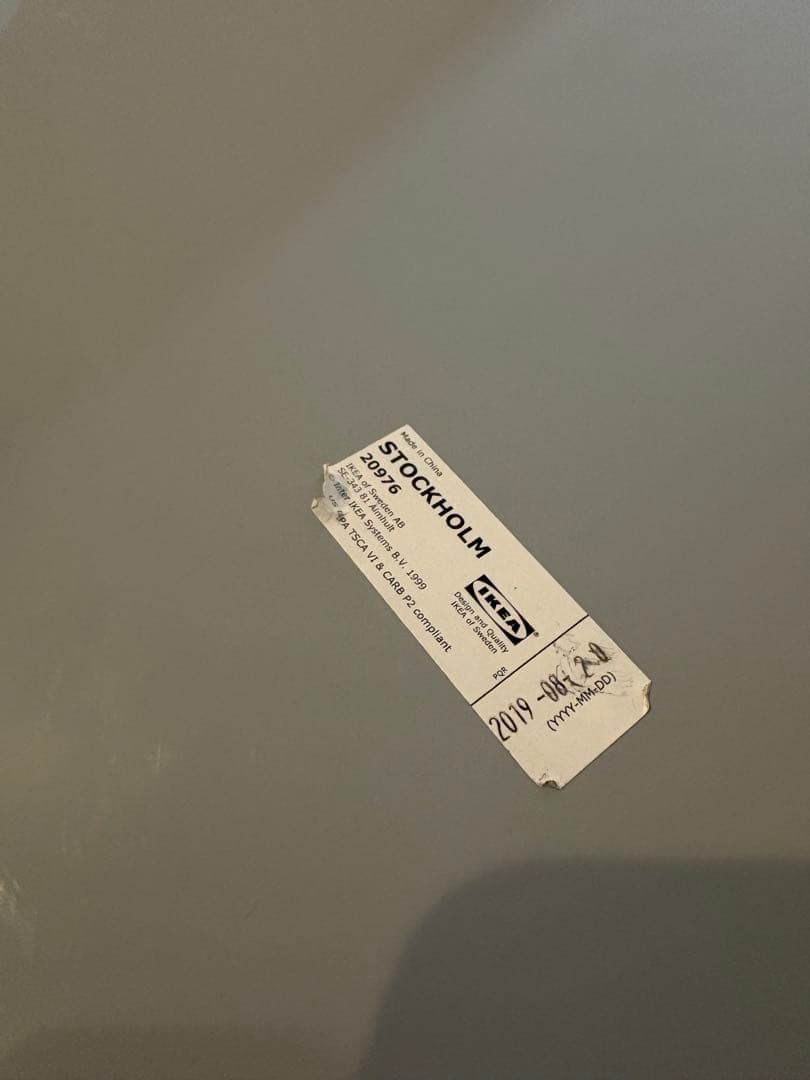 Made in China
STOCKHOLM
20976
IKEA of Sweden AB
SE-343 81 Älmhult
© Inter IKEA Systems B.V. 1999
EPA TSCA VI & CARB P2 compliant
IKEA®
Design and Quality
IKEA of Sweden
PQR
2019-08-20
(YYYY-MM-DD)